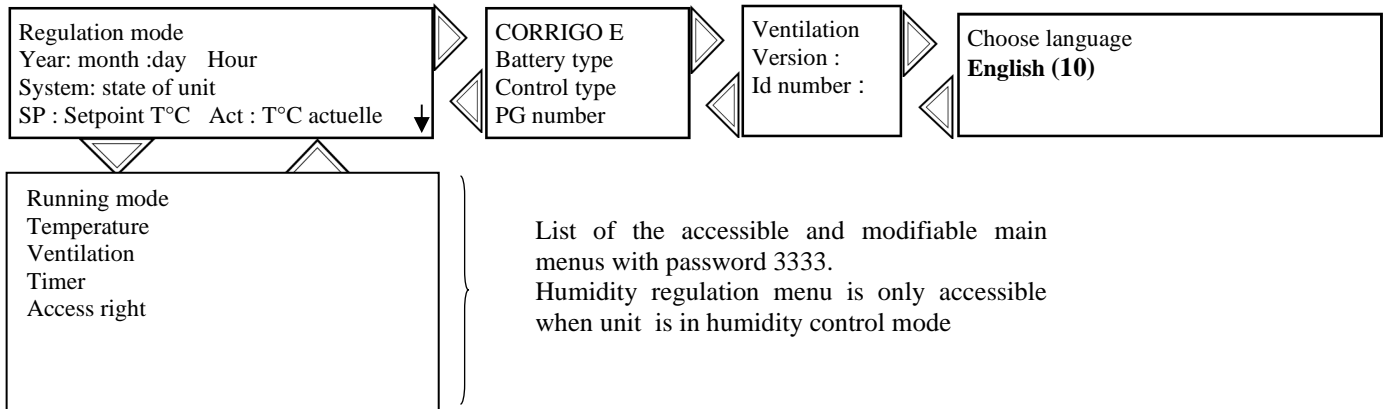 Regulation mode
Year: month :day Hour
System: state of unit
SP : Setpoint T°C Act : T°C actuelle
CORRIGO E
Battery type
Control type
PG number
Ventilation
Version :
Id number :
Choose language
English (10)
Running mode
Temperature
Ventilation
Timer
Access right
List of the accessible and modifiable main
menus with password 3333.
Humidity regulation menu is only accessible
when unit is in humidity control mode